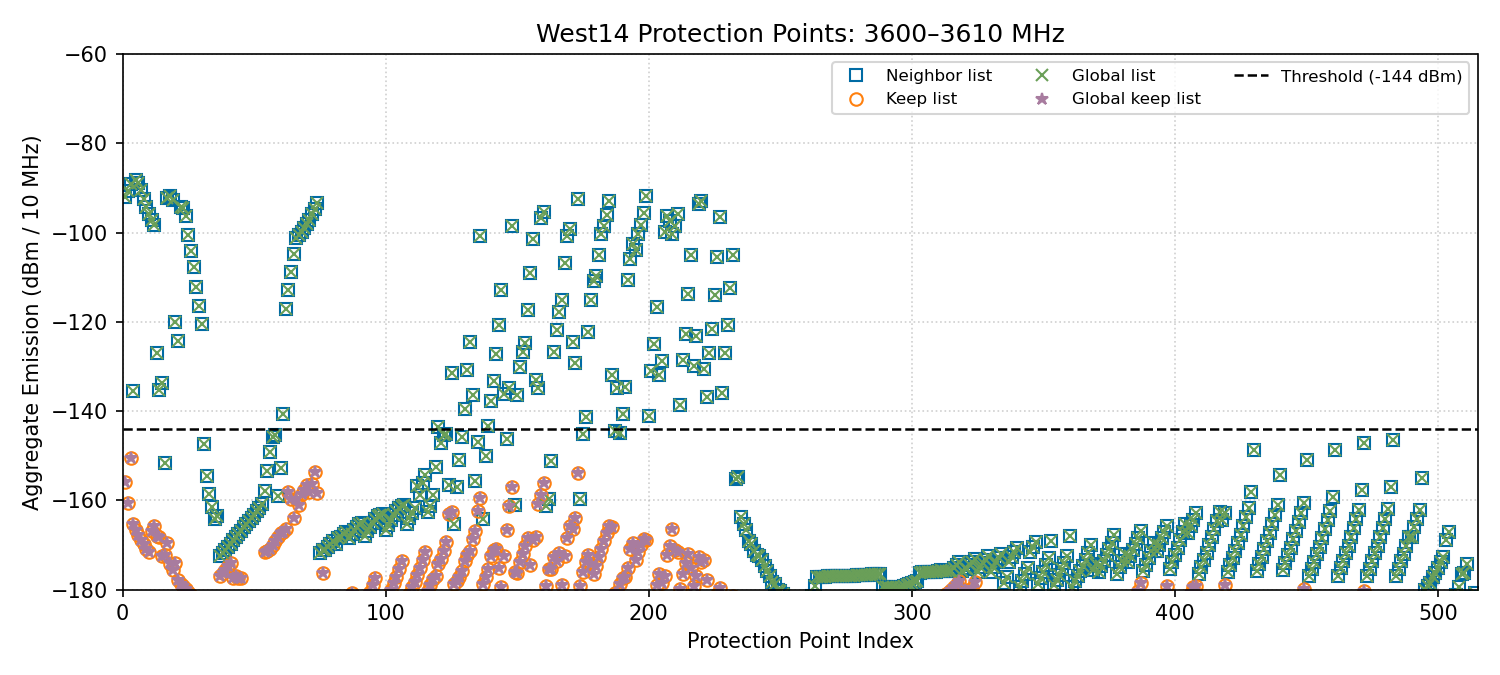 West14 Protection Points: 3600–3610 MHz
Neighbor list
Keep list
Global list
Global keep list
Threshold (-144 dBm)
Aggregate Emission (dBm / 10 MHz)
−60
−80
−100
−120
−140
−160
−180
0
100
200
300
400
500
Protection Point Index